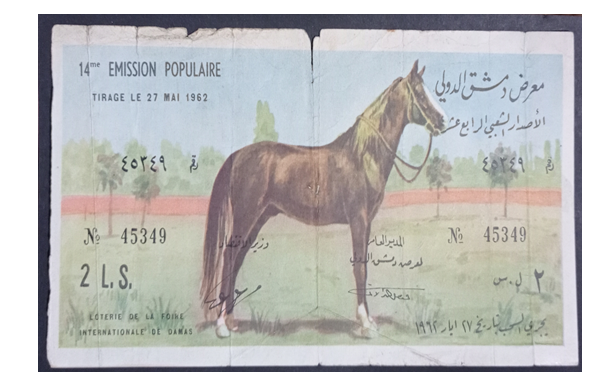 14me EMISSION POPULAIRE
TIRAGE LE 27 MAI 1962
معرض دمشق الدولي
الأصدار الشعبي الرابع عشر
رقم ٤٥٣٤٩
رقم ٤٥٣٤٩
No 45349
No 45349
وزير الاقتصاد
المدير العام
لمعرض دمشق الدولي
2 L.S.
٢ ل.س
LOTERIE DE LA FOIRE
INTERNATIONALE DE DAMAS
يجري السحب بتاريخ ٢٧ ايار ١٩٦٢